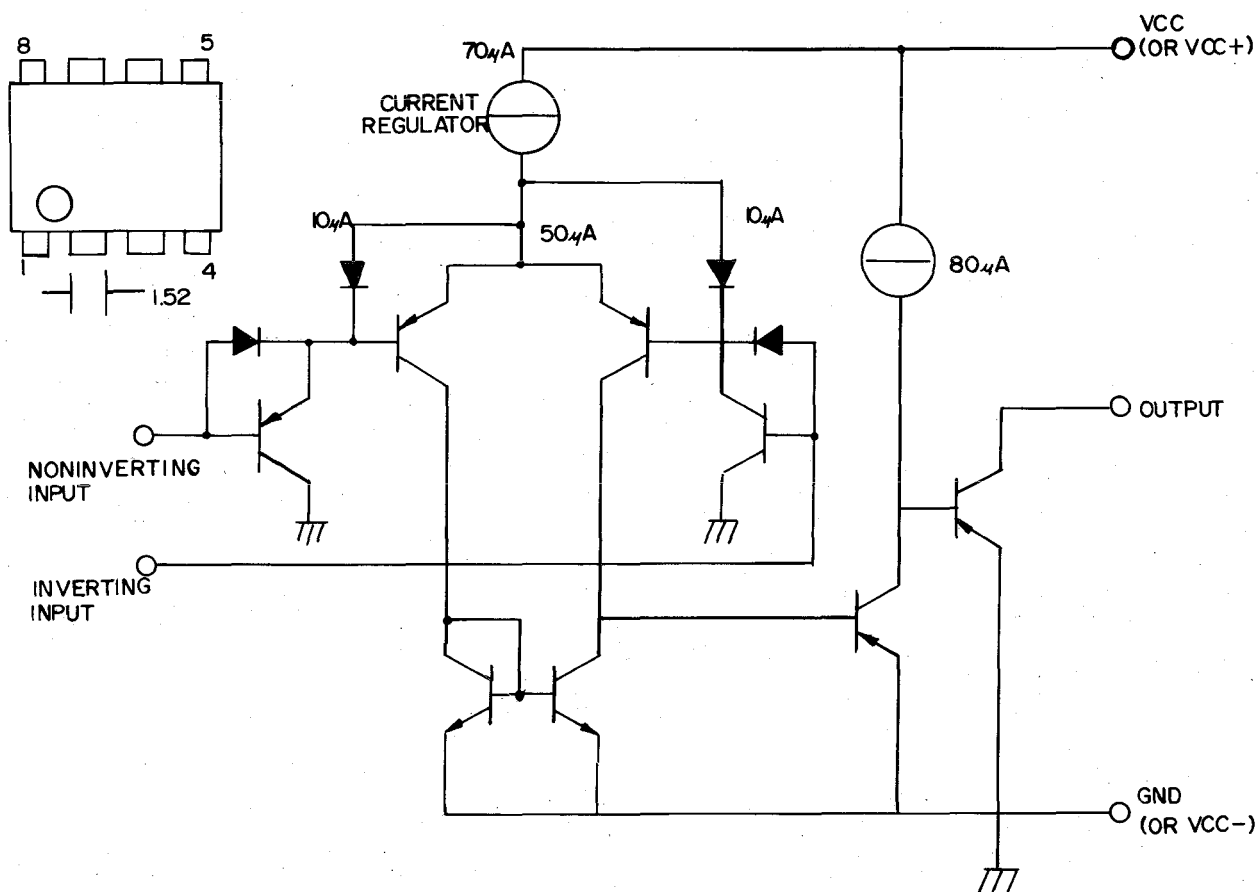 8
5
1
4
1.52
70μA
CURRENT
REGULATOR
VCC
(OR VCC+)
10μA
50μA
10μA
80μA
OUTPUT
NONINVERTING
INPUT
INVERTING
INPUT
GND
(OR VCC-)